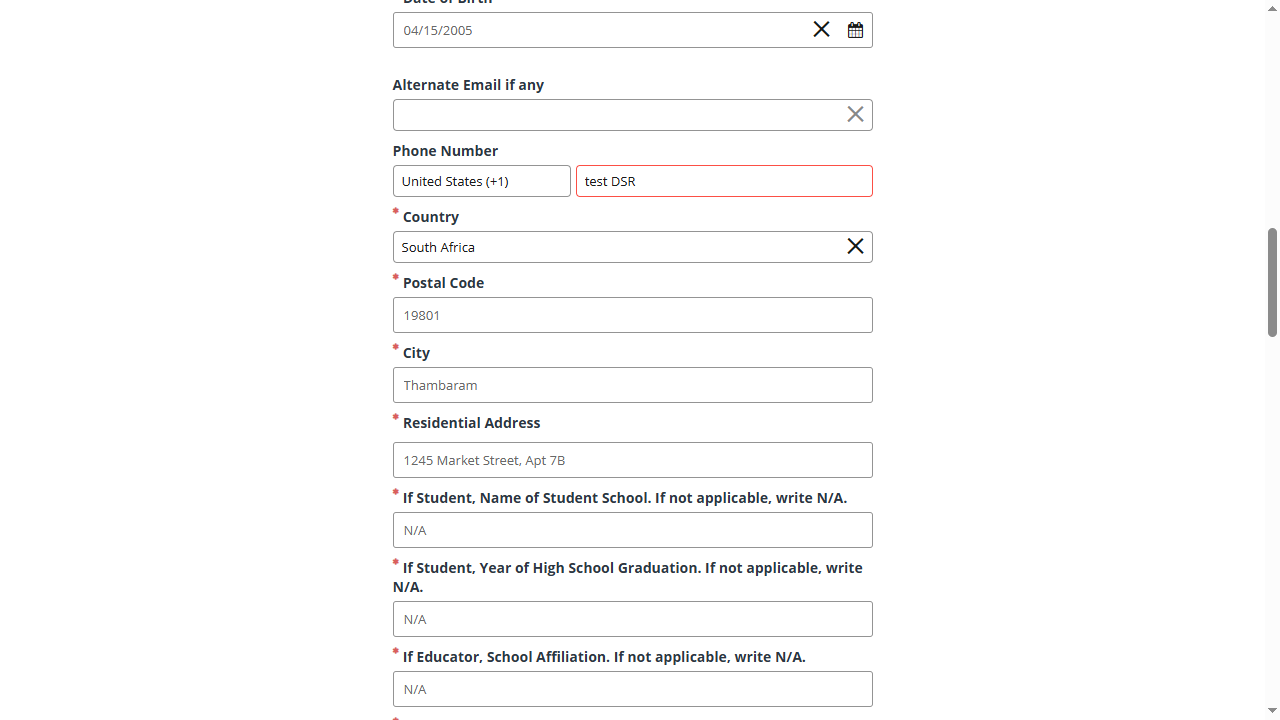 * Date of Birth
04/15/2005
Alternate Email if any
Phone Number
United States (+1)
test DSR
* Country
South Africa
* Postal Code
19801
* City
Thambaram
* Residential Address
1245 Market Street, Apt 7B
* If Student, Name of Student School. If not applicable, write N/A.
N/A
* If Student, Year of High School Graduation. If not applicable, write
N/A.
N/A
* If Educator, School Affiliation. If not applicable, write N/A.
N/A
*